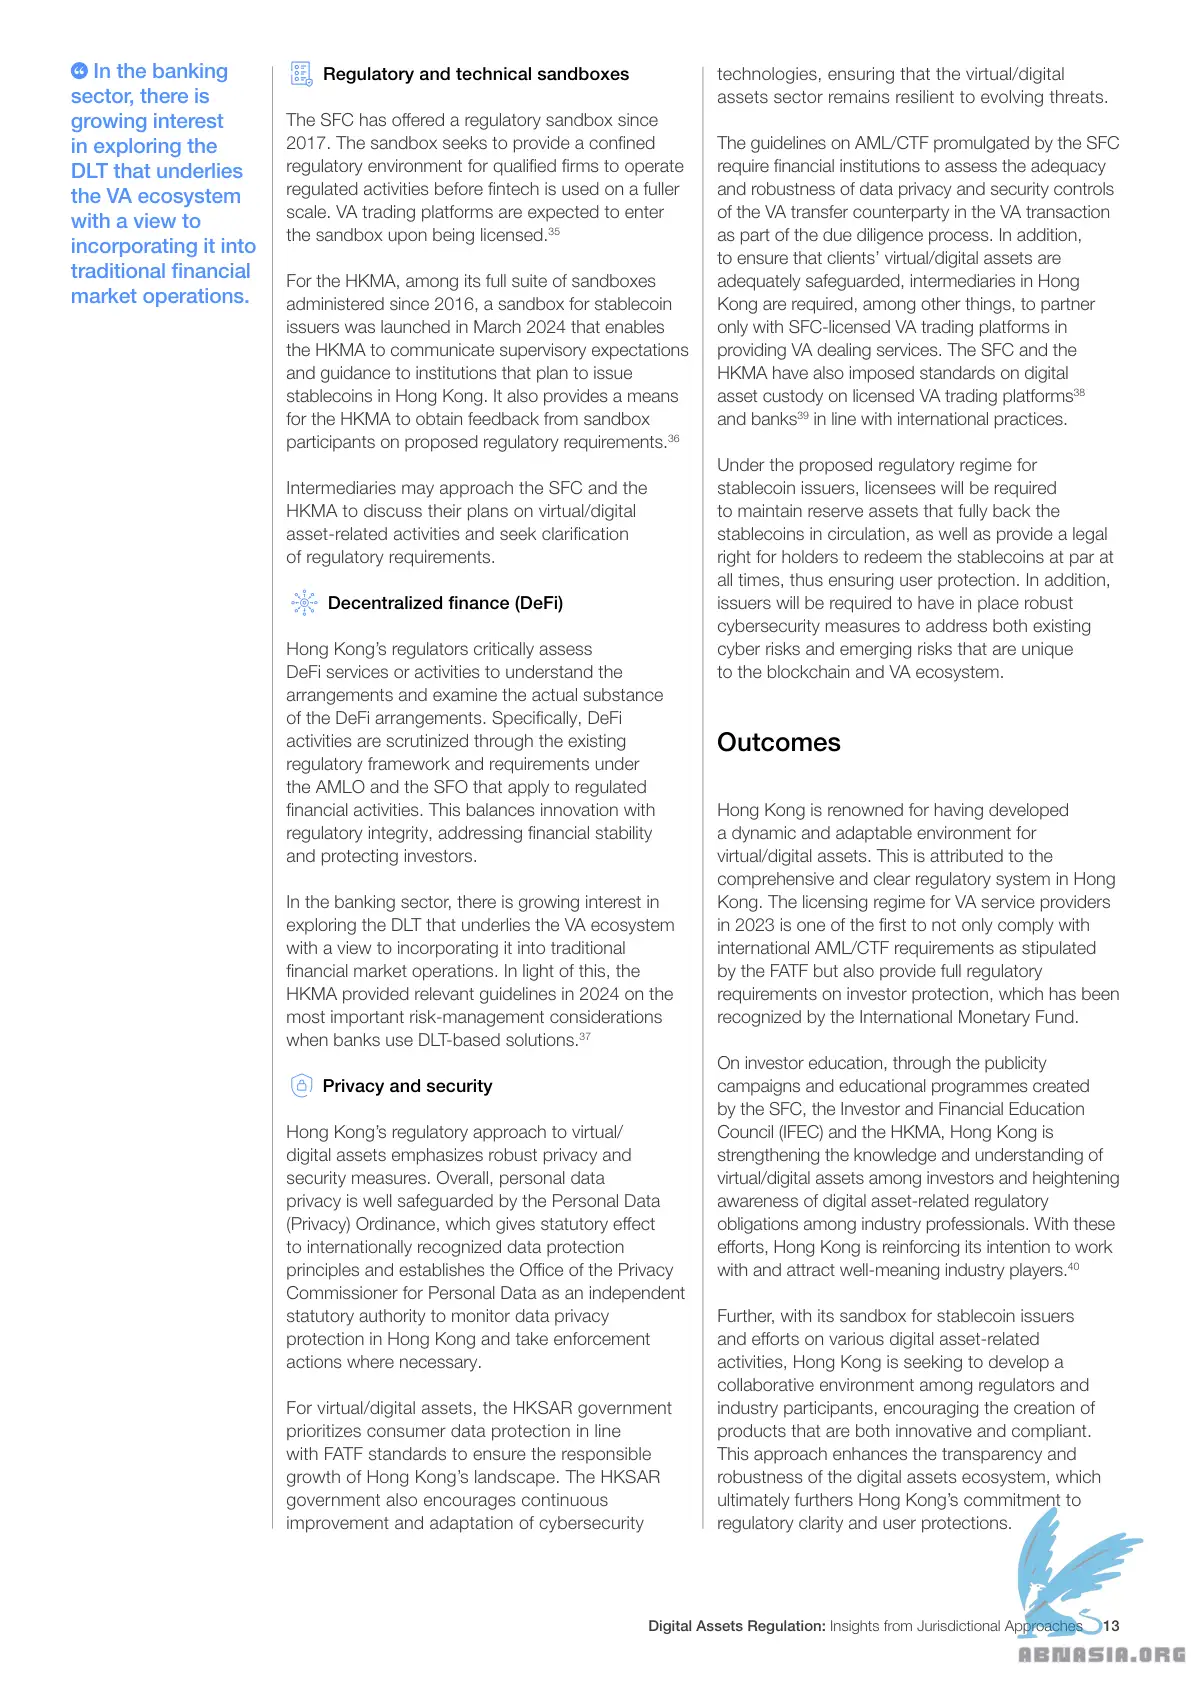 “ In the banking
sector, there is
growing interest
in exploring the
DLT that underlies
the VA ecosystem
with a view to
incorporating it into
traditional financial
market operations.
Regulatory and technical sandboxes
The SFC has offered a regulatory sandbox since
2017. The sandbox seeks to provide a confined
regulatory environment for qualified firms to operate
regulated activities before fintech is used on a fuller
scale. VA trading platforms are expected to enter
the sandbox upon being licensed.35
For the HKMA, among its full suite of sandboxes
administered since 2016, a sandbox for stablecoin
issuers was launched in March 2024 that enables
the HKMA to communicate supervisory expectations
and guidance to institutions that plan to issue
stablecoins in Hong Kong. It also provides a means
for the HKMA to obtain feedback from sandbox
participants on proposed regulatory requirements.36
Intermediaries may approach the SFC and the
HKMA to discuss their plans on virtual/digital
asset-related activities and seek clarification
of regulatory requirements.
Decentralized finance (DeFi)
Hong Kong’s regulators critically assess
DeFi services or activities to understand the
arrangements and examine the actual substance
of the DeFi arrangements. Specifically, DeFi
activities are scrutinized through the existing
regulatory framework and requirements under
the AMLO and the SFO that apply to regulated
financial activities. This balances innovation with
regulatory integrity, addressing financial stability
and protecting investors.
In the banking sector, there is growing interest in
exploring the DLT that underlies the VA ecosystem
with a view to incorporating it into traditional
financial market operations. In light of this, the
HKMA provided relevant guidelines in 2024 on the
most important risk-management considerations
when banks use DLT-based solutions.37
Privacy and security
Hong Kong’s regulatory approach to virtual/
digital assets emphasizes robust privacy and
security measures. Overall, personal data
privacy is well safeguarded by the Personal Data
(Privacy) Ordinance, which gives statutory effect
to internationally recognized data protection
principles and establishes the Office of the Privacy
Commissioner for Personal Data as an independent
statutory authority to monitor data privacy
protection in Hong Kong and take enforcement
actions where necessary.
For virtual/digital assets, the HKSAR government
prioritizes consumer data protection in line
with FATF standards to ensure the responsible
growth of Hong Kong’s landscape. The HKSAR
government also encourages continuous
improvement and adaptation of cybersecurity
technologies, ensuring that the virtual/digital
assets sector remains resilient to evolving threats.
The guidelines on AML/CTF promulgated by the SFC
require financial institutions to assess the adequacy
and robustness of data privacy and security controls
of the VA transfer counterparty in the VA transaction
as part of the due diligence process. In addition,
to ensure that clients’ virtual/digital assets are
adequately safeguarded, intermediaries in Hong
Kong are required, among other things, to partner
only with SFC-licensed VA trading platforms in
providing VA dealing services. The SFC and the
HKMA have also imposed standards on digital
asset custody on licensed VA trading platforms38
and banks39 in line with international practices.
Under the proposed regulatory regime for
stablecoin issuers, licensees will be required
to maintain reserve assets that fully back the
stablecoins in circulation, as well as provide a legal
right for holders to redeem the stablecoins at par at
all times, thus ensuring user protection. In addition,
issuers will be required to have in place robust
cybersecurity measures to address both existing
cyber risks and emerging risks that are unique
to the blockchain and VA ecosystem.
Outcomes
Hong Kong is renowned for having developed
a dynamic and adaptable environment for
virtual/digital assets. This is attributed to the
comprehensive and clear regulatory system in Hong
Kong. The licensing regime for VA service providers
in 2023 is one of the first to not only comply with
international AML/CTF requirements as stipulated
by the FATF but also provide full regulatory
requirements on investor protection, which has been
recognized by the International Monetary Fund.
On investor education, through the publicity
campaigns and educational programmes created
by the SFC, the Investor and Financial Education
Council (IFEC) and the HKMA, Hong Kong is
strengthening the knowledge and understanding of
virtual/digital assets among investors and heightening
awareness of digital asset-related regulatory
obligations among industry professionals. With these
efforts, Hong Kong is reinforcing its intention to work
with and attract well-meaning industry players.40
Further, with its sandbox for stablecoin issuers
and efforts on various digital asset-related
activities, Hong Kong is seeking to develop a
collaborative environment among regulators and
industry participants, encouraging the creation of
products that are both innovative and compliant.
This approach enhances the transparency and
robustness of the digital assets ecosystem, which
ultimately furthers Hong Kong’s commitment to
regulatory clarity and user protections.
Digital Assets Regulation: Insights from Jurisdictional Approaches 13
ABNASIA.ORG